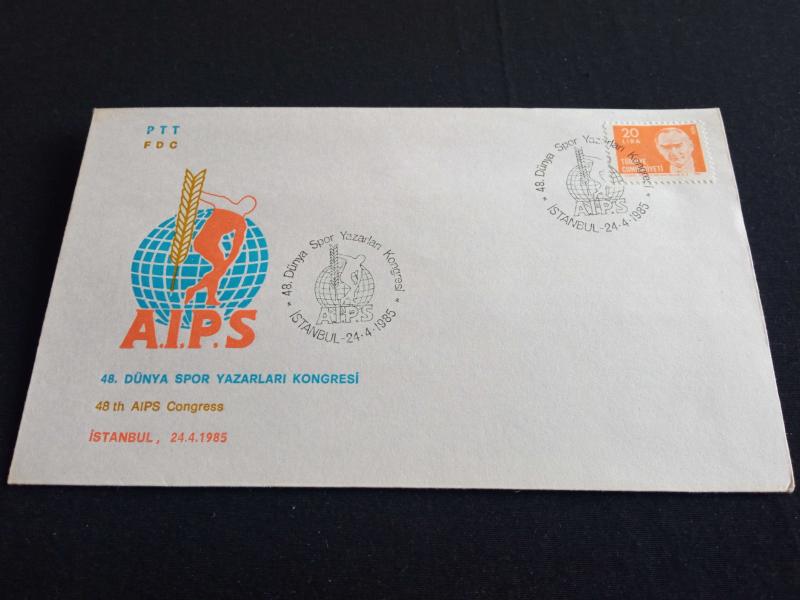 PTT
FDC
A.I.P.S
48. DÜNYA SPOR YAZARLARI KONGRESİ
48 th AIPS Congress
İSTANBUL, 24.4.1985
* 48. Dünya Spor Yazarları Kongresi *
A.I.P.S
İSTANBUL-24.4.1985
* 48. Dünya Spor Yazarları Kongresi *
A.I.P.S
İSTANBUL-24.4.1985
20
LİRA
TÜRKİYE
CUMHURİYETİ